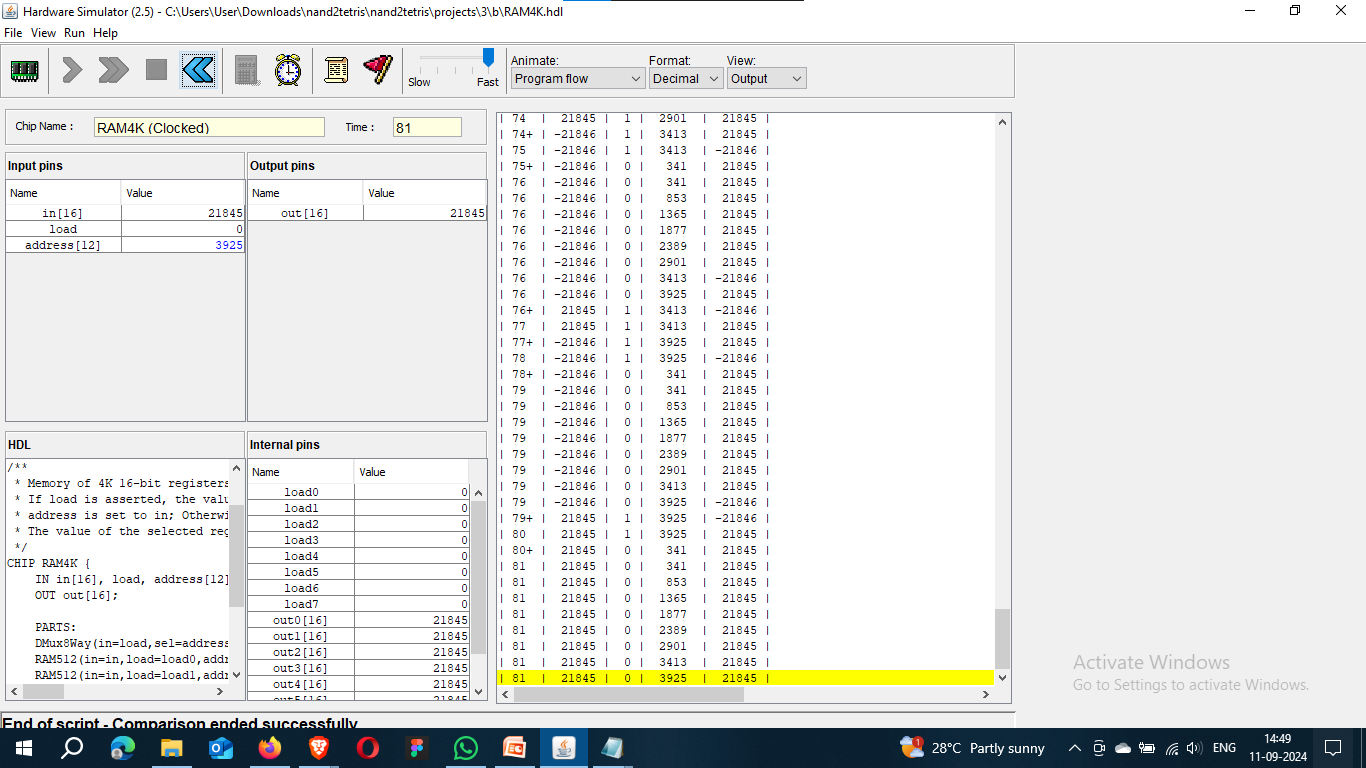 Hardware Simulator (2.5) - C:\Users\User\Downloads\nand2tetris\nand2tetris\projects\3\b\RAM4K.hdl
File View Run Help
Slow Fast
Animate: Format: View:
Program flow Decimal Output
Chip Name : RAM4K (Clocked) Time : 81
Input pins
Name Value
in[16] 21845
load 0
address[12] 3925
Output pins
Name Value
out[16] 21845
HDL
/**
* Memory of 4K 16-bit registers
* If load is asserted, the valu
* address is set to in; Otherwi
* The value of the selected reg
*/
CHIP RAM4K {
IN in[16], load, address[12]
OUT out[16];
PARTS:
DMux8Way(in=load,sel=address
RAM512(in=in,load=load0,addr
RAM512(in=in,load=load1,addr
Internal pins
Name Value
load0 0
load1 0
load2 0
load3 0
load4 0
load5 0
load6 0
load7 0
out0[16] 21845
out1[16] 21845
out2[16] 21845
out3[16] 21845
out4[16] 21845
out5[16] 21845
| 74 | 21845 | 1 | 2901 | 21845 |
| 74+ | -21846 | 1 | 3413 | 21845 |
| 75 | -21846 | 1 | 3413 | -21846 |
| 75+ | -21846 | 0 | 341 | 21845 |
| 76 | -21846 | 0 | 341 | 21845 |
| 76 | -21846 | 0 | 853 | 21845 |
| 76 | -21846 | 0 | 1365 | 21845 |
| 76 | -21846 | 0 | 1877 | 21845 |
| 76 | -21846 | 0 | 2389 | 21845 |
| 76 | -21846 | 0 | 2901 | 21845 |
| 76 | -21846 | 0 | 3413 | -21846 |
| 76 | -21846 | 0 | 3925 | 21845 |
| 76+ | 21845 | 1 | 3413 | -21846 |
| 77 | 21845 | 1 | 3413 | 21845 |
| 77+ | -21846 | 1 | 3925 | 21845 |
| 78 | -21846 | 1 | 3925 | -21846 |
| 78+ | -21846 | 0 | 341 | 21845 |
| 79 | -21846 | 0 | 341 | 21845 |
| 79 | -21846 | 0 | 853 | 21845 |
| 79 | -21846 | 0 | 1365 | 21845 |
| 79 | -21846 | 0 | 1877 | 21845 |
| 79 | -21846 | 0 | 2389 | 21845 |
| 79 | -21846 | 0 | 2901 | 21845 |
| 79 | -21846 | 0 | 3413 | 21845 |
| 79 | -21846 | 0 | 3925 | -21846 |
| 79+ | 21845 | 1 | 3925 | -21846 |
| 80 | 21845 | 1 | 3925 | 21845 |
| 80+ | 21845 | 0 | 341 | 21845 |
| 81 | 21845 | 0 | 341 | 21845 |
| 81 | 21845 | 0 | 853 | 21845 |
| 81 | 21845 | 0 | 1365 | 21845 |
| 81 | 21845 | 0 | 1877 | 21845 |
| 81 | 21845 | 0 | 2389 | 21845 |
| 81 | 21845 | 0 | 2901 | 21845 |
| 81 | 21845 | 0 | 3413 | 21845 |
| 81 | 21845 | 0 | 3925 | 21845 |
Activate Windows
Go to Settings to activate Windows.
End of script - Comparison ended successfully
28°C Partly sunny ENG 14:49
11-09-2024